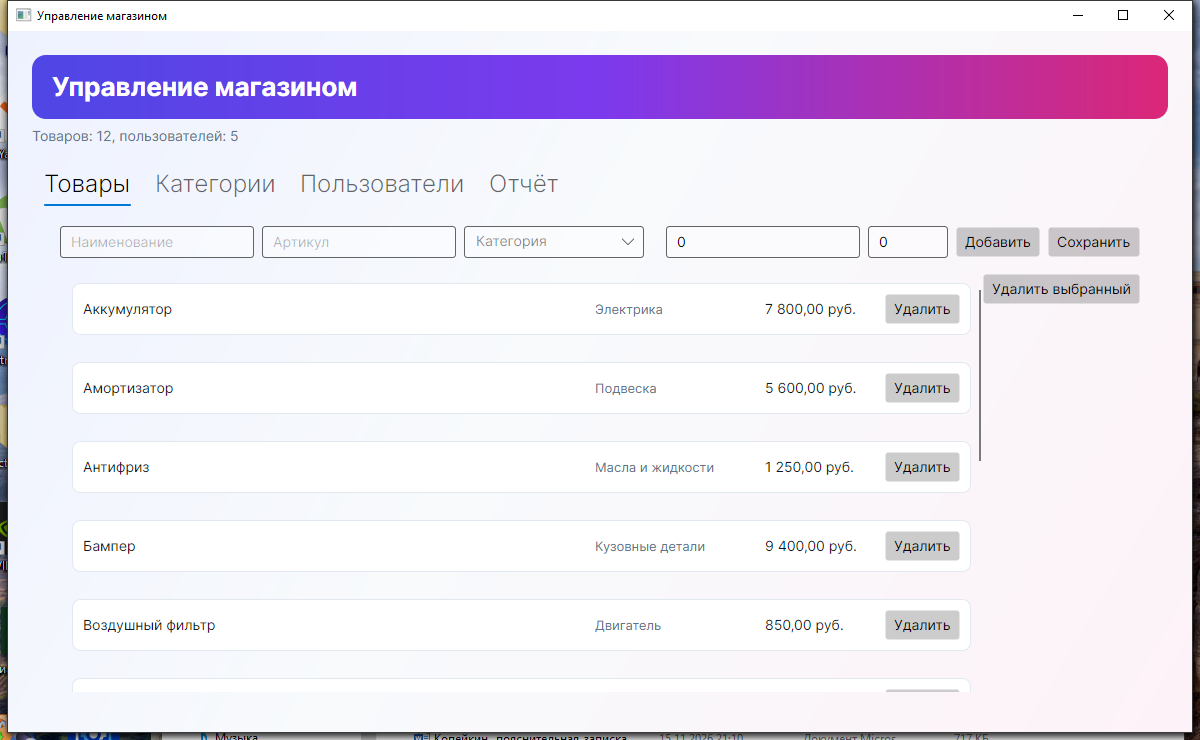 Управление магазином
Управление магазином
Товаров: 12, пользователей: 5
Товары Категории Пользователи Отчёт
Наименование Артикул Категория 0 0 Добавить Сохранить
Удалить выбранный
Аккумулятор Электрика 7 800,00 руб. Удалить
Амортизатор Подвеска 5 600,00 руб. Удалить
Антифриз Масла и жидкости 1 250,00 руб. Удалить
Бампер Кузовные детали 9 400,00 руб. Удалить
Воздушный фильтр Двигатель 850,00 руб. Удалить
Музыка Копейкин_пояснительная_записка 15.11.2026 21:10 Документ Micros 717 КБ